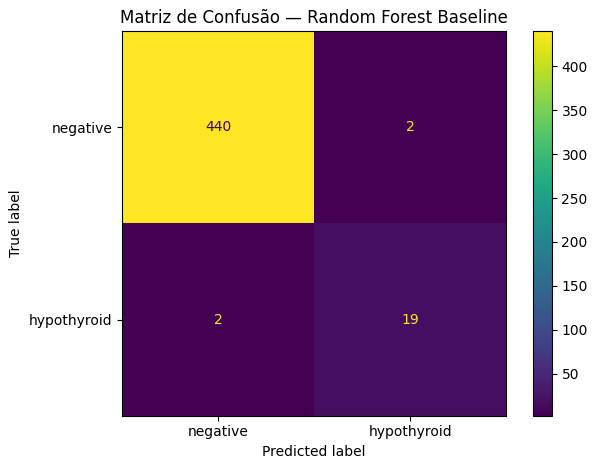 Matriz de Confusão — Random Forest Baseline
True label
negative
440
2
hypothyroid
2
19
negative
hypothyroid
Predicted label
400
350
300
250
200
150
100
50